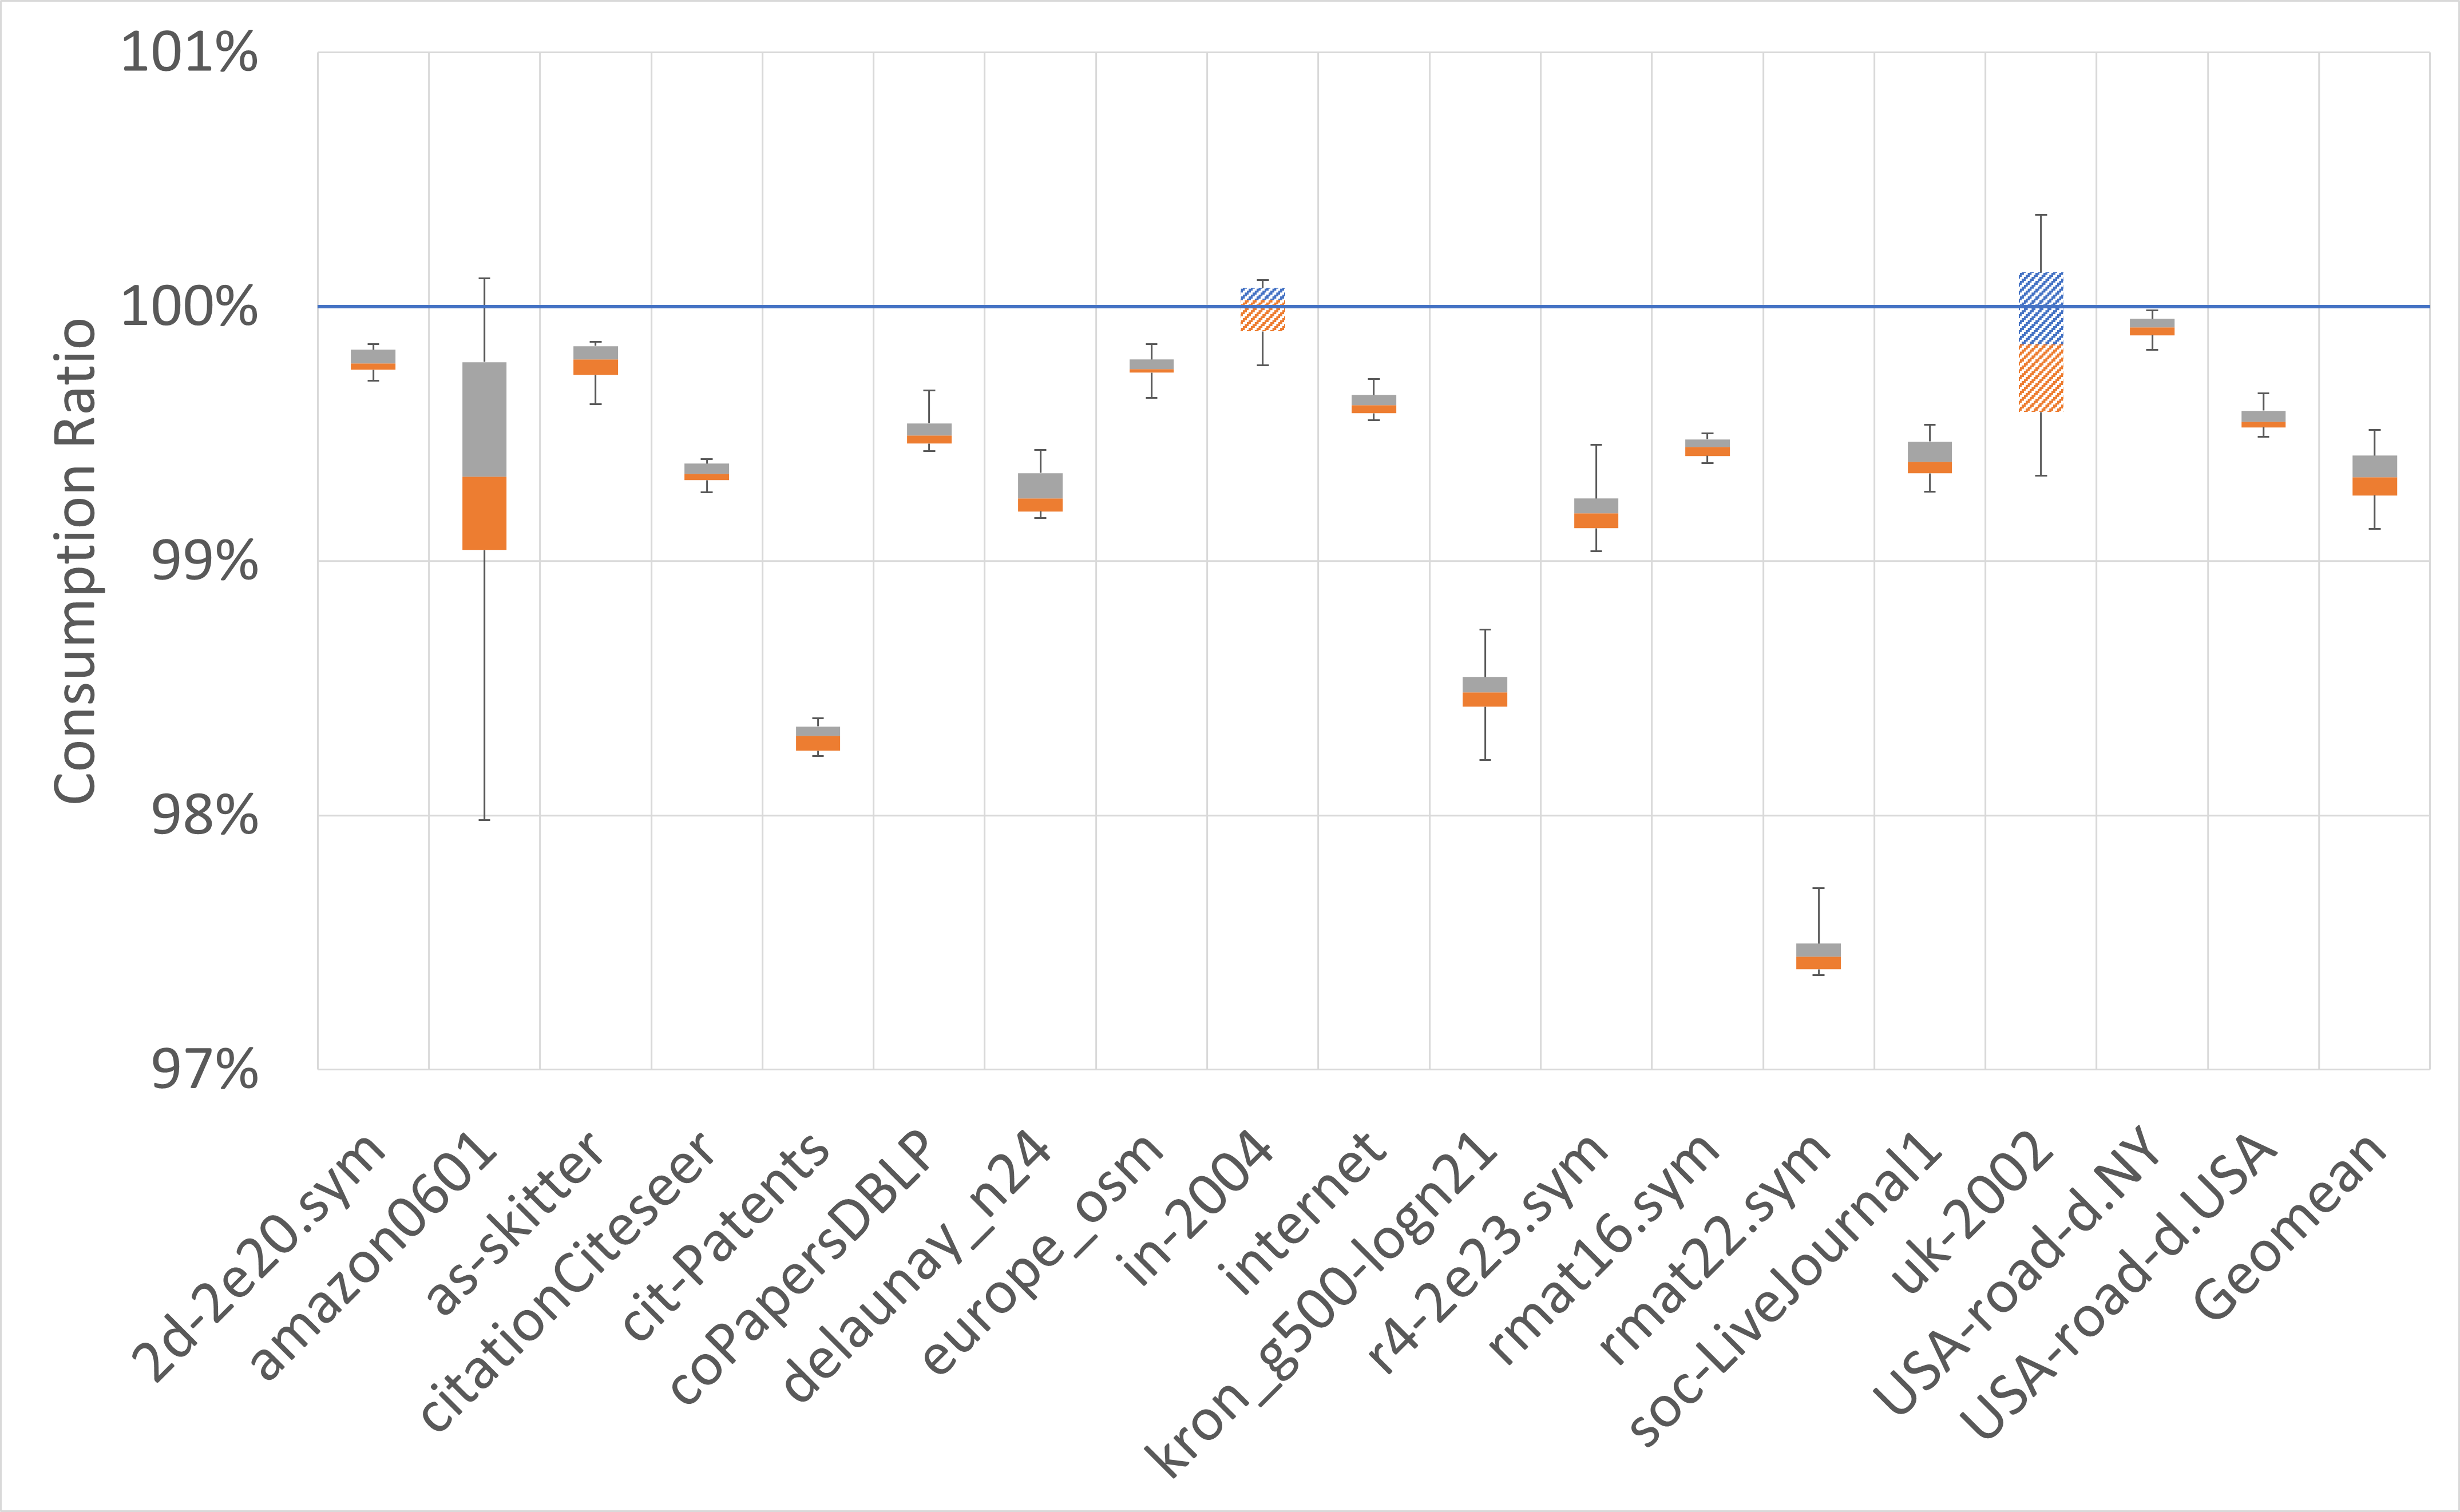 101%
100%
99%
98%
97%
Consumption Ratio
2d-2e20.sym
amazon0601
as-skitter
citationCiteseer
cit-Patents
coPapersDBLP
delaunay_n24
europe_osm
in-2004
internet
kron_g500-logn21
r4-2e23.sym
rmat16.sym
rmat22.sym
soc-LiveJournal1
uk-2002
USA-road-d.NY
USA-road-d.USA
Geomean